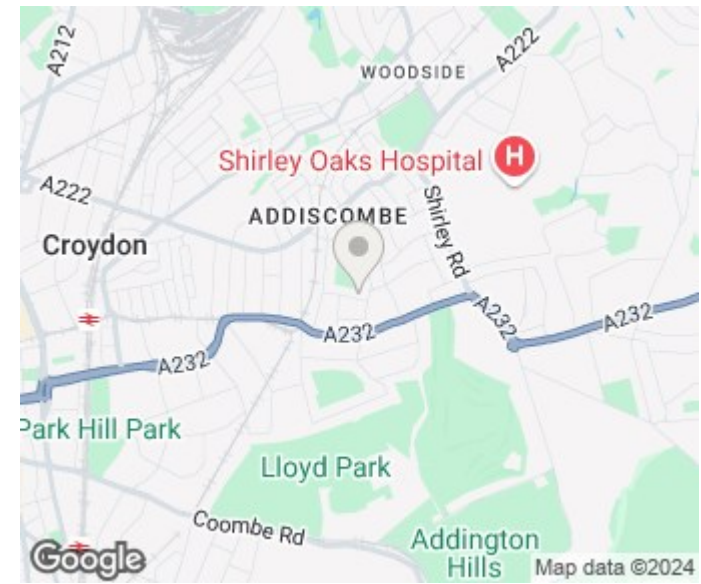 A212
WOODSIDE
A222
Shirley Oaks Hospital
H
A222
ADDISCOMBE
Shirley Rd
Croydon
A232
A232
A232
A232
Park Hill Park
Lloyd Park
Coombe Rd
Addington
Hills
Google
Map data ©2024